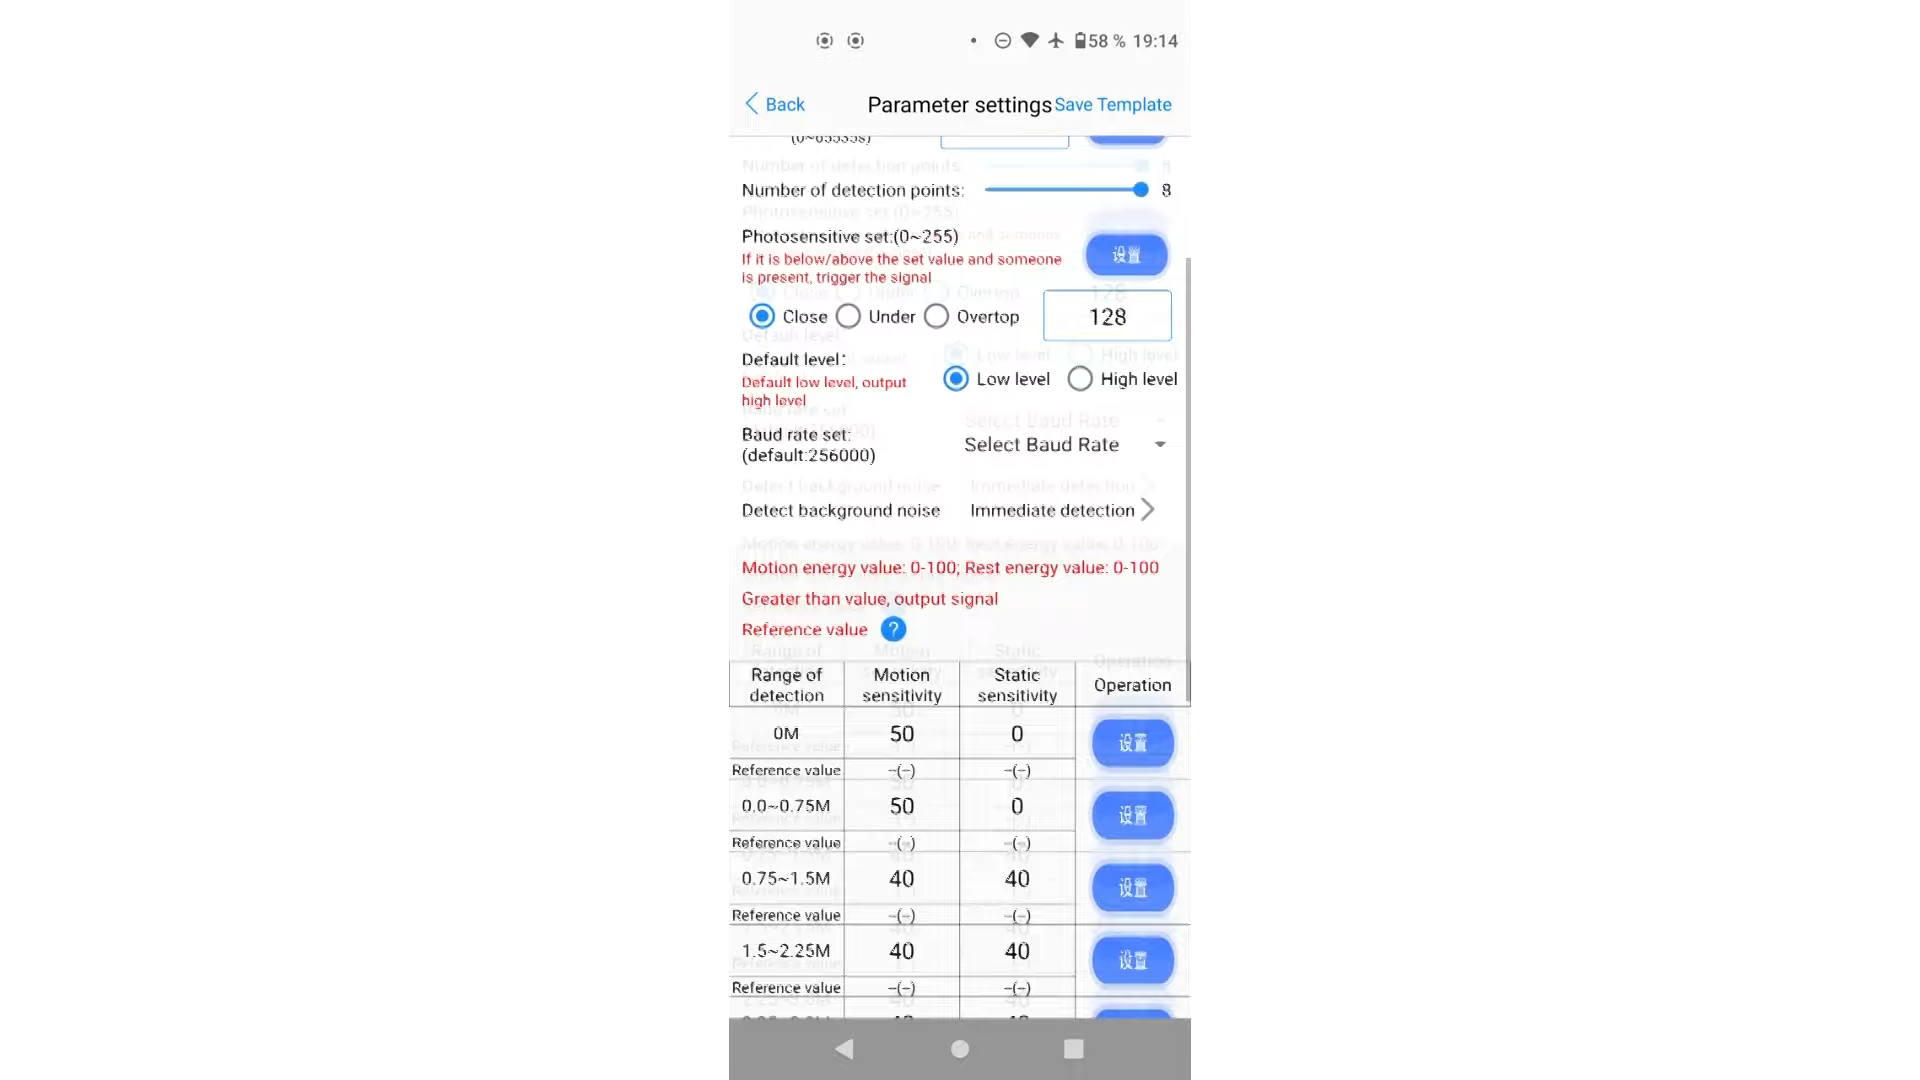 58 % 19:14
Back Parameter settings Save Template
(0~65535s)
Number of detection points: 8
Photosensitive set:(0~255)
If it is below/above the set value and someone
is present, trigger the signal
设置
Close Under Overtop 128
Default level:
Default low level, output
high level
Low level High level
Baud rate set:
(default:256000)
Select Baud Rate
Detect background noise Immediate detection
Motion energy value: 0-100; Rest energy value: 0-100
Greater than value, output signal
Reference value ?
Range of
detection
Motion
sensitivity
Static
sensitivity
Operation
0M 50 0 设置
Reference value -(-) -(-)
0.0~0.75M 50 0 设置
Reference value -(-) -(-)
0.75~1.5M 40 40 设置
Reference value -(-) -(-)
1.5~2.25M 40 40 设置
Reference value -(-) -(-)